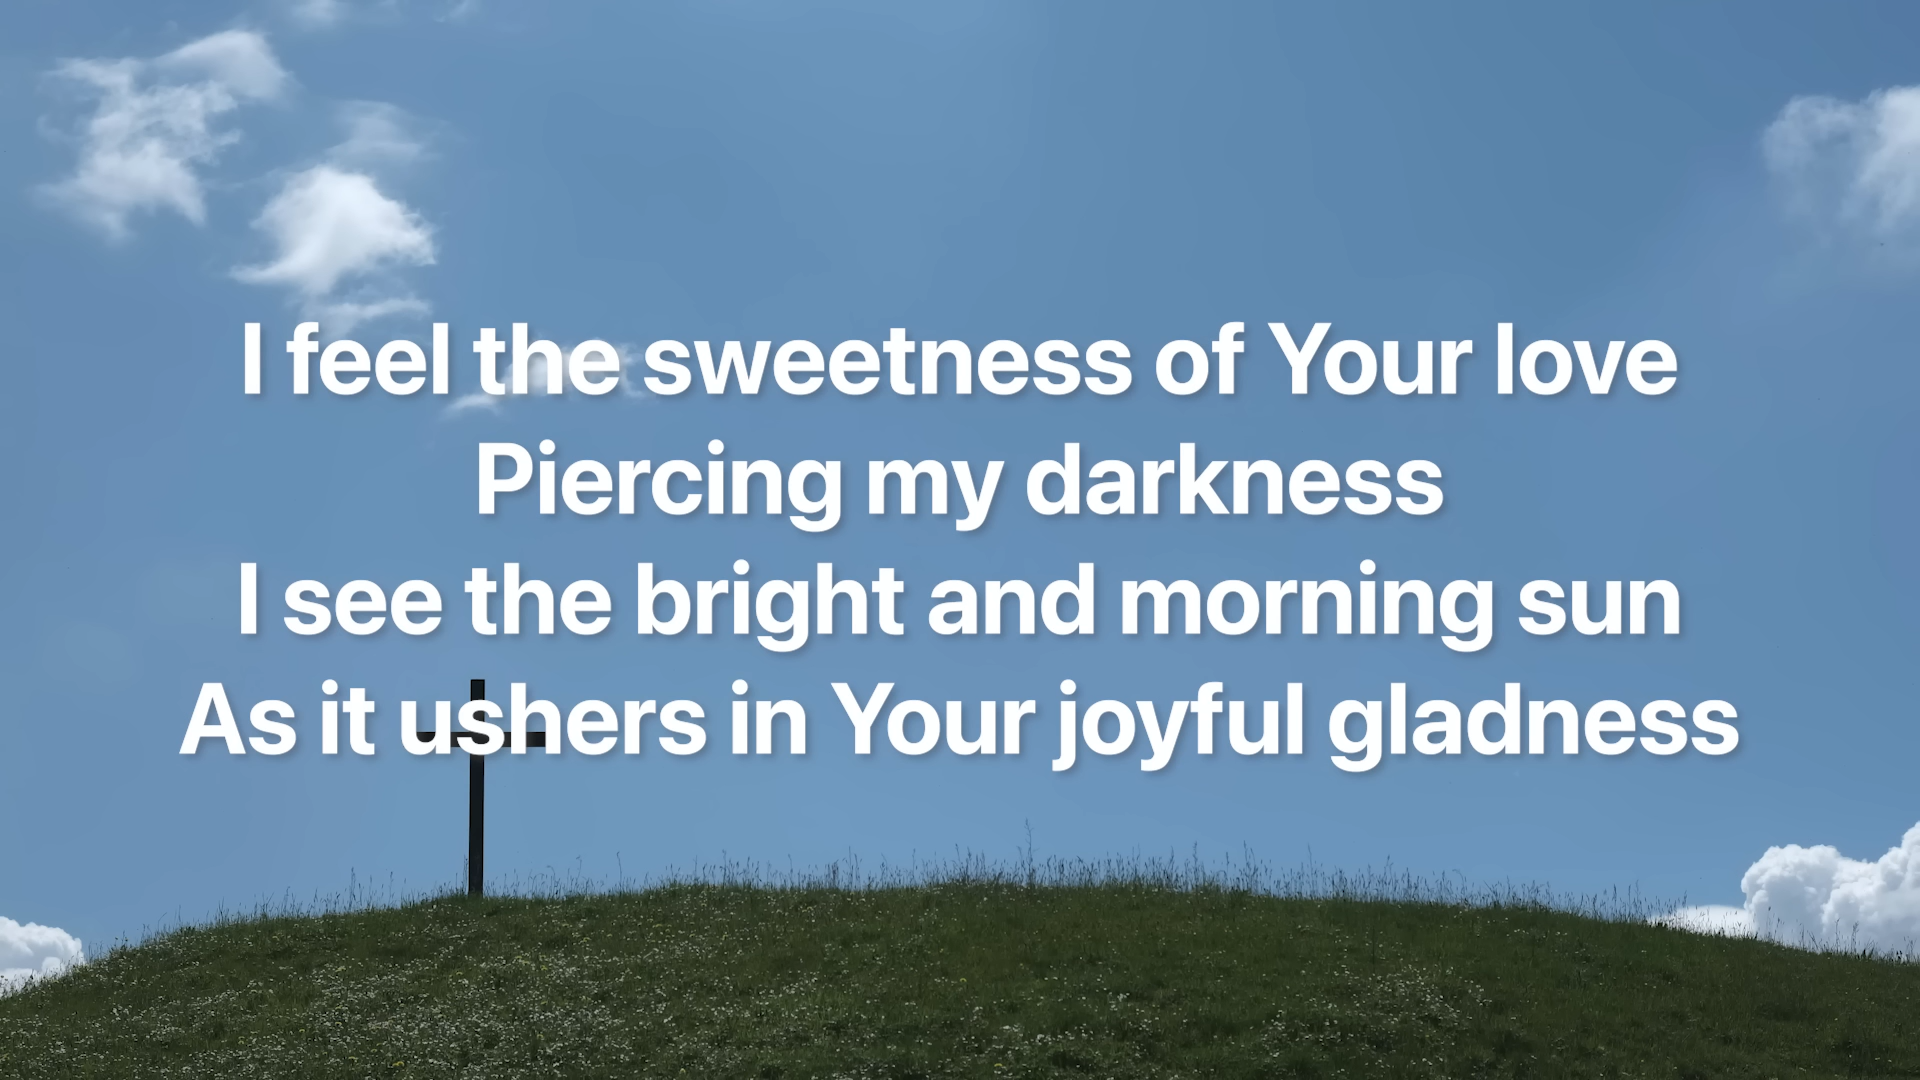 I feel the sweetness of Your love
Piercing my darkness
I see the bright and morning sun
As it ushers in Your joyful gladness